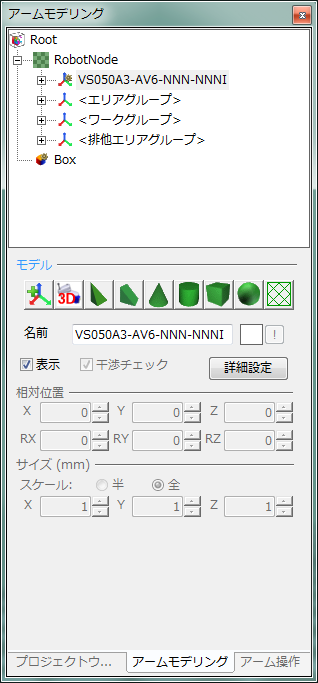 アームモデリング
Root
RobotNode
VS050A3-AV6-NNN-NNNI
<エリアグループ>
<ワークグループ>
<排他エリアグループ>
Box
モデル
3D
名前 VS050A3-AV6-NNN-NNNI !
表示 干渉チェック 詳細設定
相対位置
X 0 Y 0 Z 0
RX 0 RY 0 RZ 0
サイズ (mm)
スケール: 半 全
X 1 Y 1 Z 1
プロジェクトウ... アームモデリング アーム操作